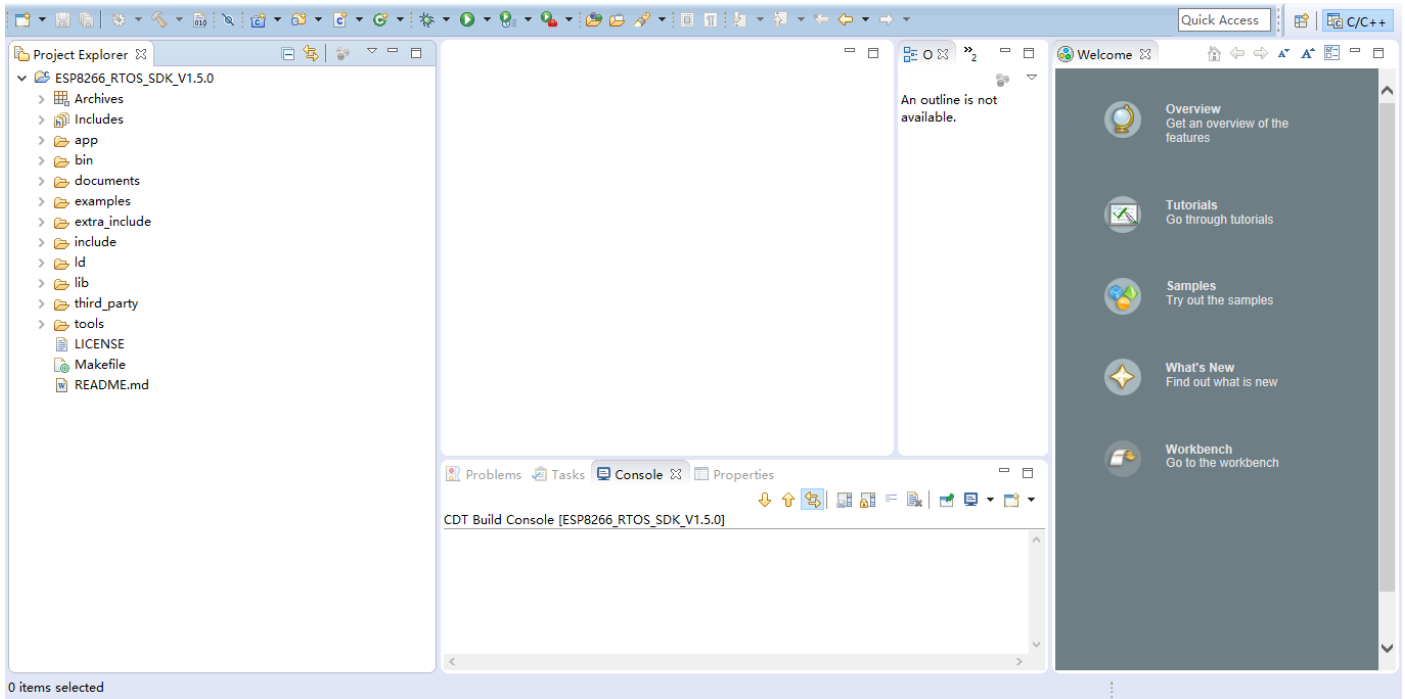 Quick Access
C/C++
Project Explorer
ESP8266_RTOS_SDK_V1.5.0
Archives
Includes
app
bin
documents
examples
extra_include
include
ld
lib
third_party
tools
LICENSE
Makefile
README.md
O
2
An outline is not
available.
Welcome
Overview
Get an overview of the
features
Tutorials
Go through tutorials
Samples
Try out the samples
What's New
Find out what is new
Workbench
Go to the workbench
Problems
Tasks
Console
Properties
CDT Build Console [ESP8266_RTOS_SDK_V1.5.0]
0 items selected